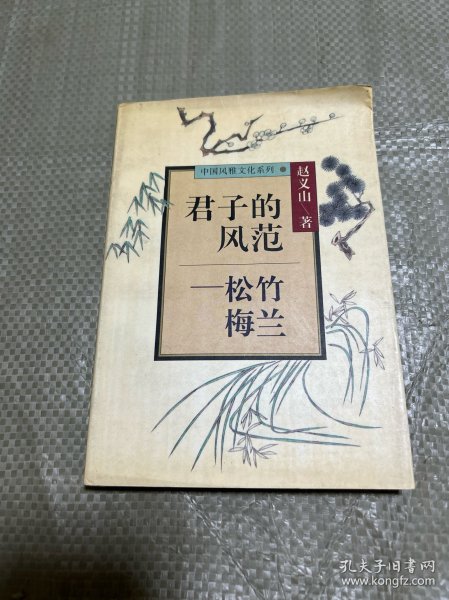 中国风雅文化系列
赵义山/著
君子的
风范
—松竹
梅兰
孔夫子旧书网
www.kongfz.com